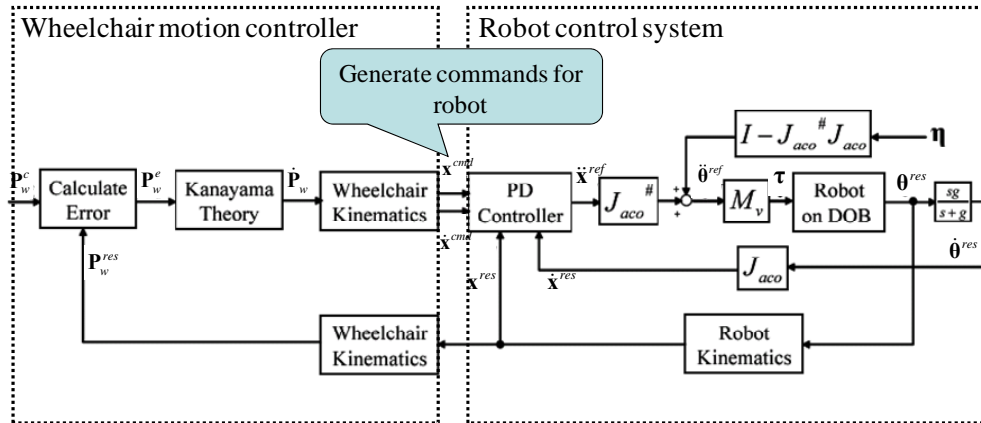 Wheelchair motion controller
Robot control system
Generate commands for
robot
I − J_aco^# J_aco
η
P_w^c
Calculate
Error
P_w^e
Kanayama
Theory
Ṗ_w
Wheelchair
Kinematics
x^cmd
ẋ^cmd
PD
Controller
ẍ^ref
J_aco^#
+
+
θ̈^ref
M_v
τ
Robot
on DOB
θ^res
sg
s + g
θ̇^res
P_w^res
x^res
ẋ^res
J_aco
Wheelchair
Kinematics
Robot
Kinematics